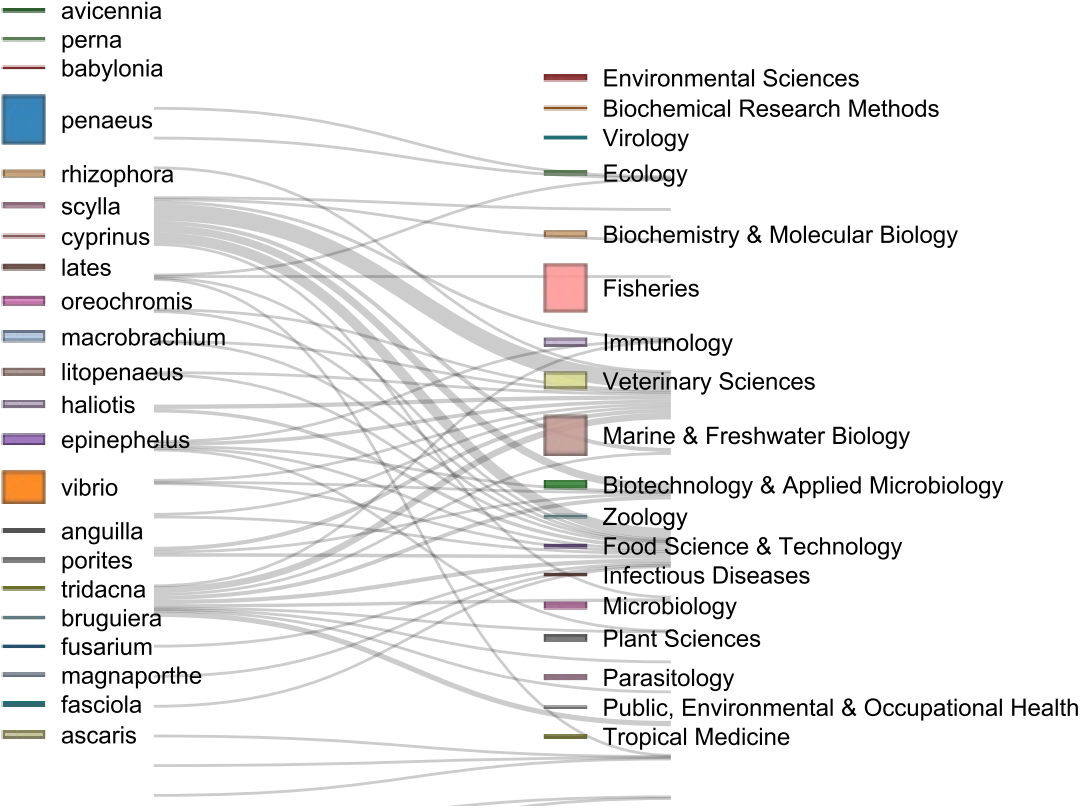 avicennia
perna
babylonia
penaeus
rhizophora
scylla
cyprinus
lates
oreochromis
macrobrachium
litopenaeus
haliotis
epinephelus
vibrio
anguilla
porites
tridacna
bruguiera
fusarium
magnaporthe
fasciola
ascaris
Environmental Sciences
Biochemical Research Methods
Virology
Ecology
Biochemistry & Molecular Biology
Fisheries
Immunology
Veterinary Sciences
Marine & Freshwater Biology
Biotechnology & Applied Microbiology
Zoology
Food Science & Technology
Infectious Diseases
Microbiology
Plant Sciences
Parasitology
Public, Environmental & Occupational Health
Tropical Medicine